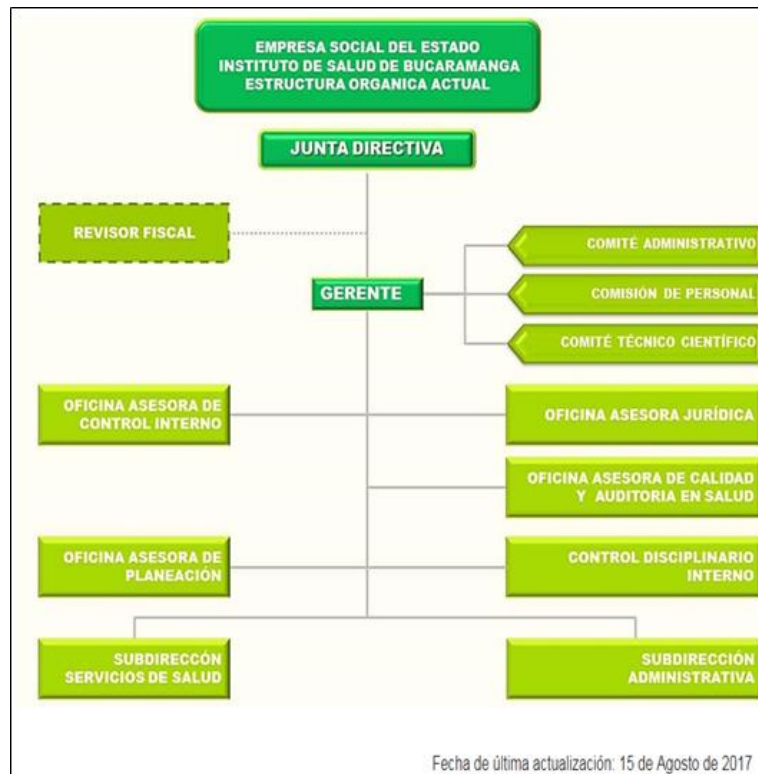 EMPRESA SOCIAL DEL ESTADO
INSTITUTO DE SALUD DE BUCARAMANGA
ESTRUCTURA ORGANICA ACTUAL
JUNTA DIRECTIVA
REVISOR FISCAL
COMITÉ ADMINISTRATIVO
GERENTE
COMISIÓN DE PERSONAL
COMITÉ TÉCNICO CIENTÍFICO
OFICINA ASESORA DE
CONTROL INTERNO
OFICINA ASESORA JURÍDICA
OFICINA ASESORA DE CALIDAD
Y AUDITORIA EN SALUD
OFICINA ASESORA DE
PLANEACIÓN
CONTROL DISCIPLINARIO
INTERNO
SUBDIRECCÓN
SERVICIOS DE SALUD
SUBDIRECCIÓN
ADMINISTRATIVA
Fecha de última actualización: 15 de Agosto de 2017